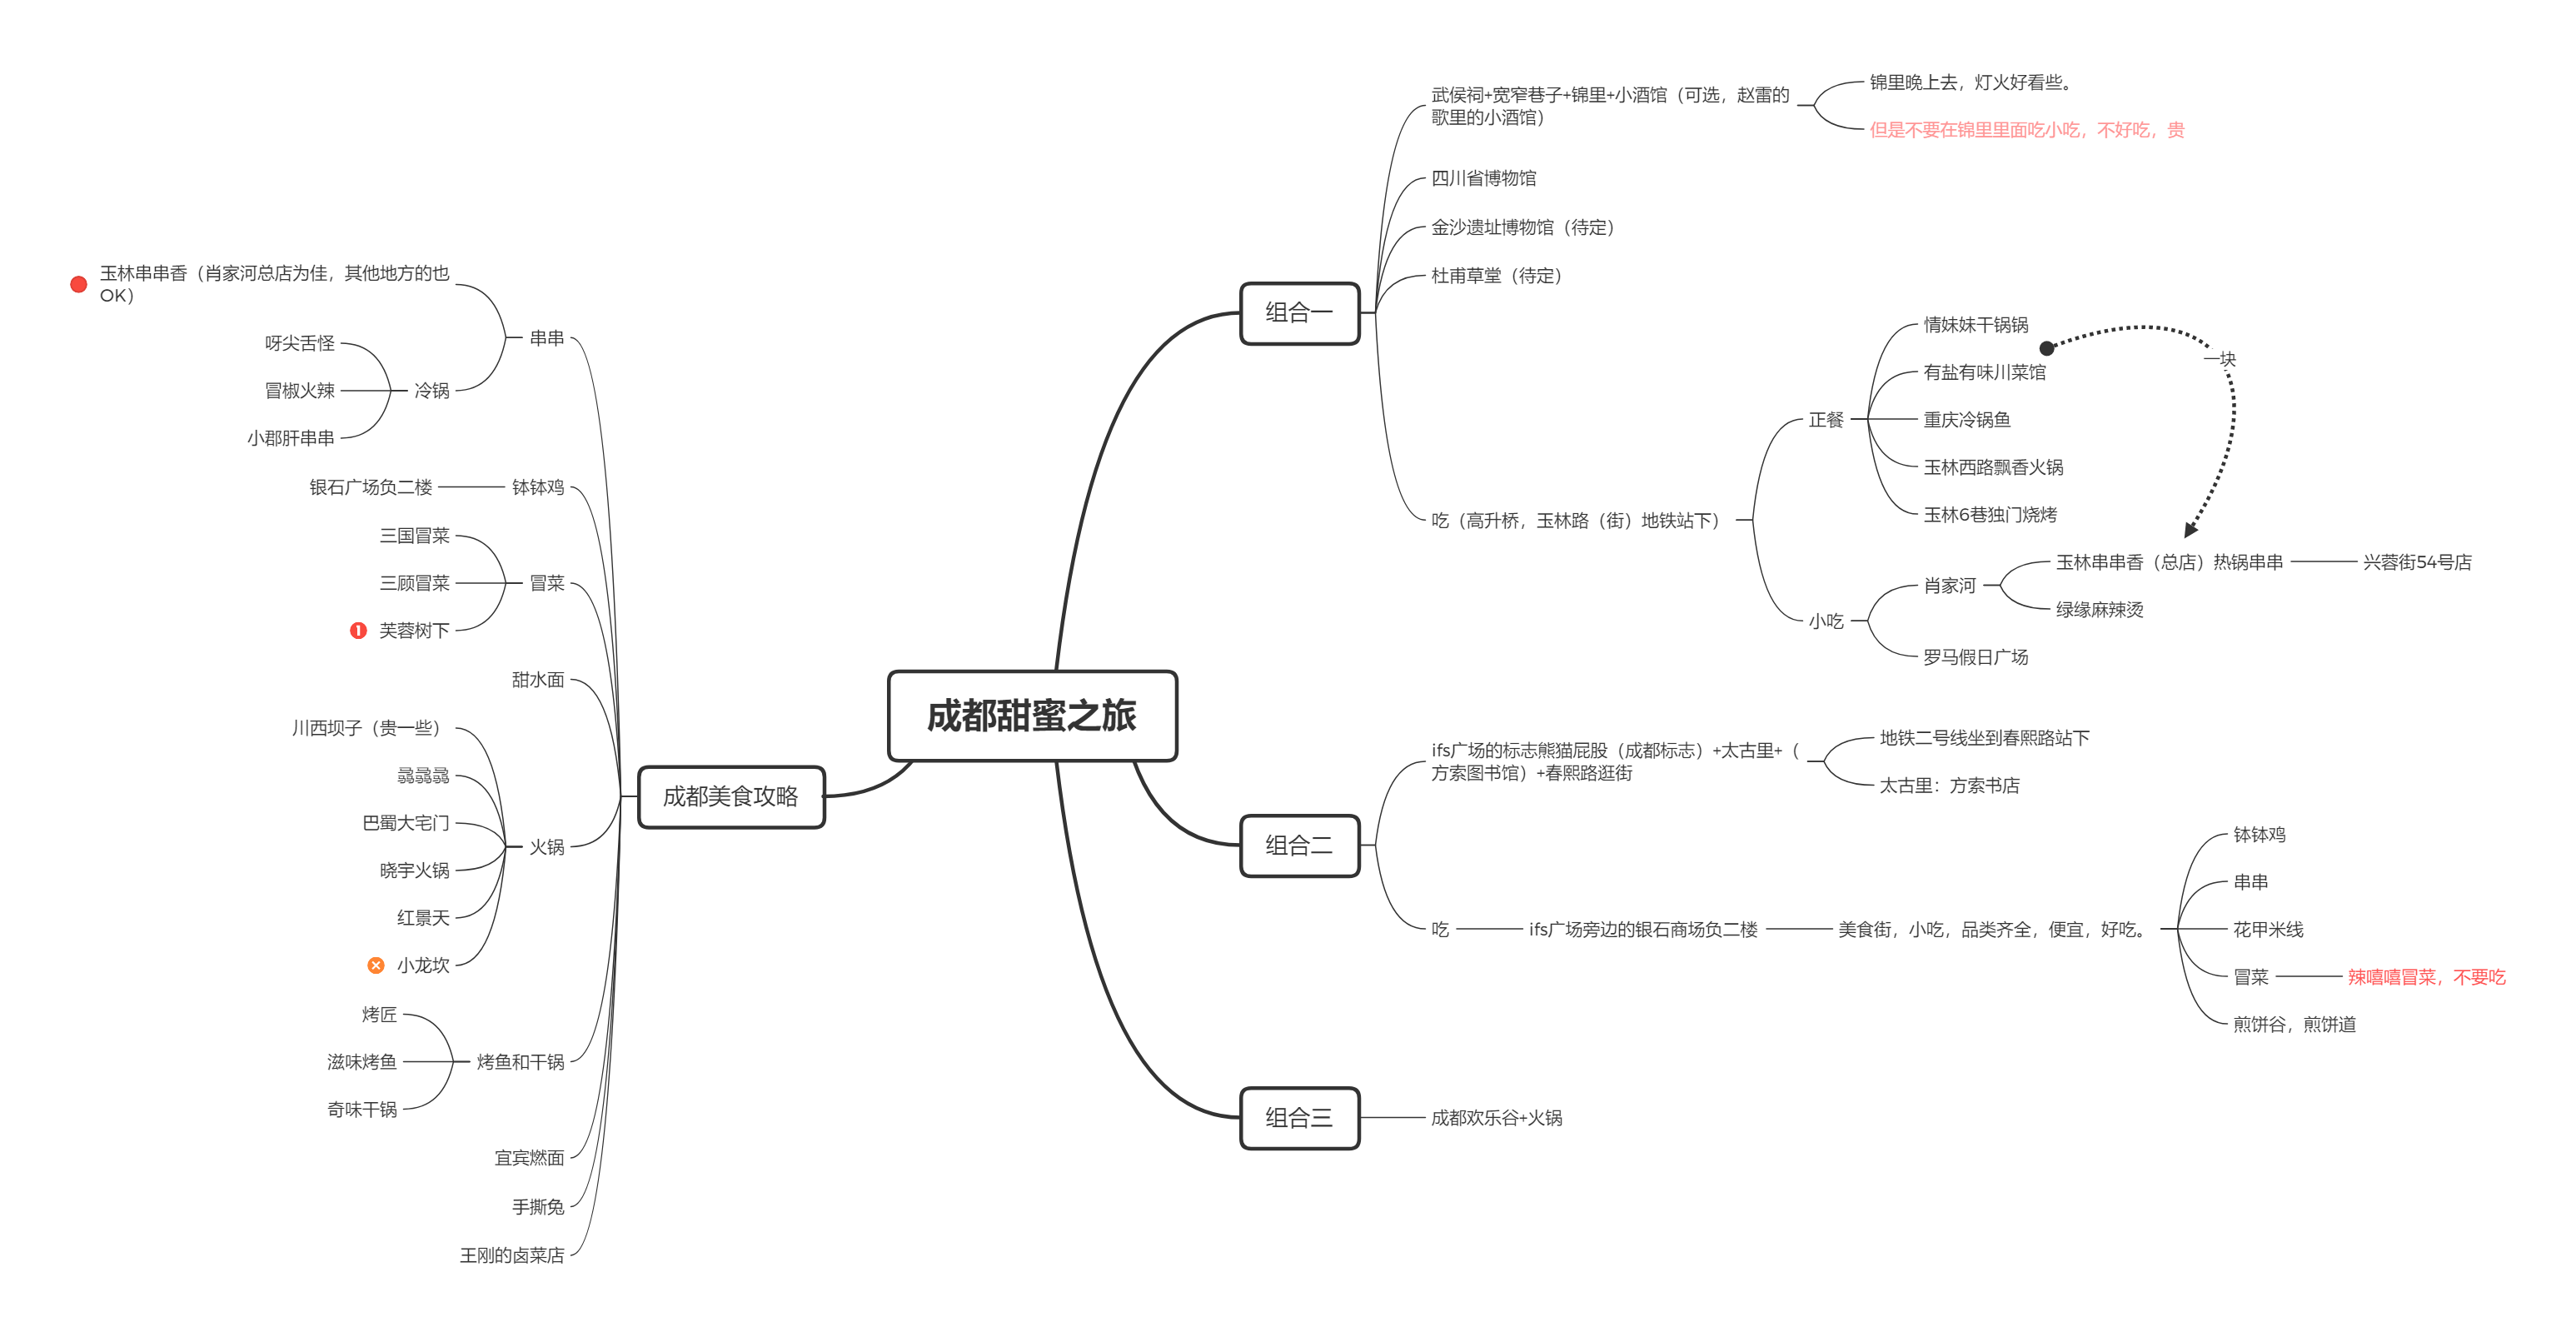 成都甜蜜之旅
组合一
武侯祠+宽窄巷子+锦里+小酒馆（可选，赵雷的
歌里的小酒馆）
锦里晚上去，灯火好看些。
但是不要在锦里里面吃小吃，不好吃，贵
四川省博物馆
金沙遗址博物馆（待定）
杜甫草堂（待定）
吃（高升桥，玉林路（街）地铁站下）
正餐
情妹妹干锅锅
有盐有味川菜馆
重庆冷锅鱼
玉林西路飘香火锅
玉林6巷独门烧烤
一块
小吃
肖家河
玉林串串香（总店）热锅串串
兴蓉街54号店
绿缘麻辣烫
罗马假日广场
组合二
ifs广场的标志熊猫屁股（成都标志）+太古里+（
方索图书馆）+春熙路逛街
地铁二号线坐到春熙路站下
太古里：方索书店
吃
ifs广场旁边的银石商场负二楼
美食街，小吃，品类齐全，便宜，好吃。
钵钵鸡
串串
花甲米线
冒菜
辣嘻嘻冒菜，不要吃
煎饼谷，煎饼道
组合三
成都欢乐谷+火锅
成都美食攻略
串串
玉林串串香（肖家河总店为佳，其他地方的也
OK）
冷锅
呀尖舌怪
冒椒火辣
小郡肝串串
钵钵鸡
银石广场负二楼
冒菜
三国冒菜
三顾冒菜
芙蓉树下
甜水面
火锅
川西坝子（贵一些）
骉骉骉
巴蜀大宅门
晓宇火锅
红景天
小龙坎
烤鱼和干锅
烤匠
滋味烤鱼
奇味干锅
宜宾燃面
手撕兔
王刚的卤菜店